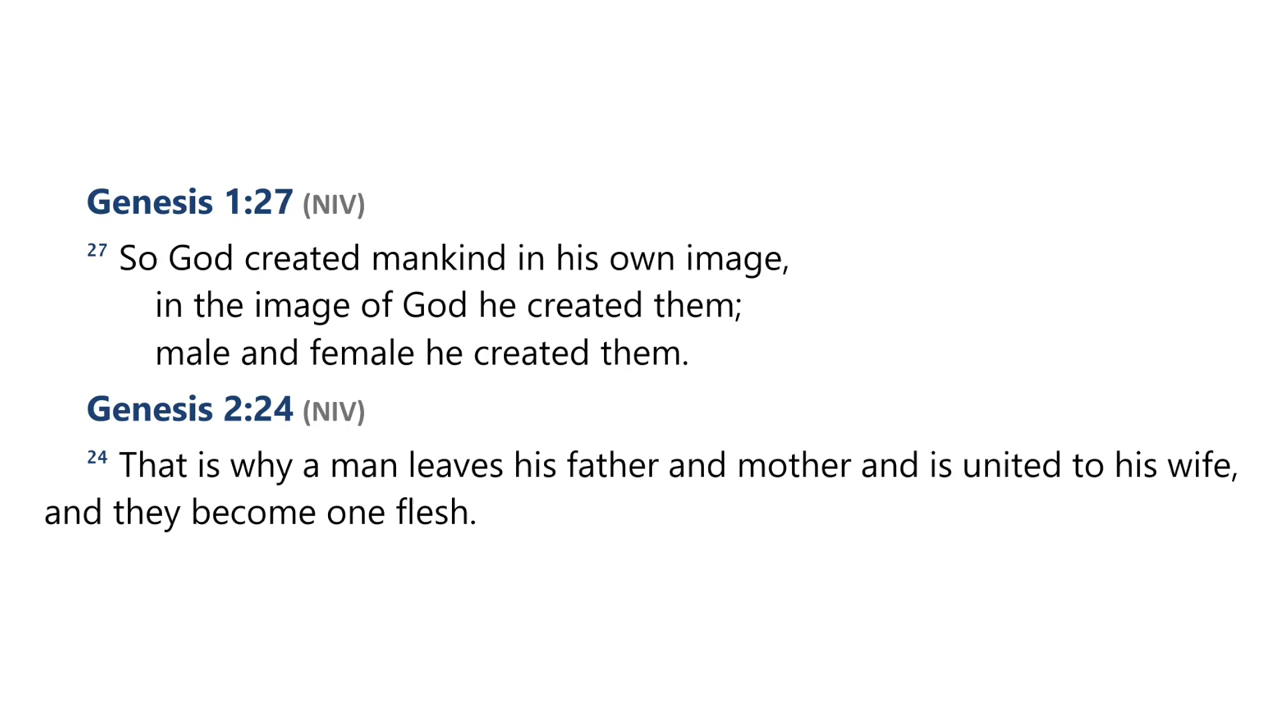 Genesis 1:27 (NIV)
27 So God created mankind in his own image,
in the image of God he created them;
male and female he created them.
Genesis 2:24 (NIV)
24 That is why a man leaves his father and mother and is united to his wife,
and they become one flesh.